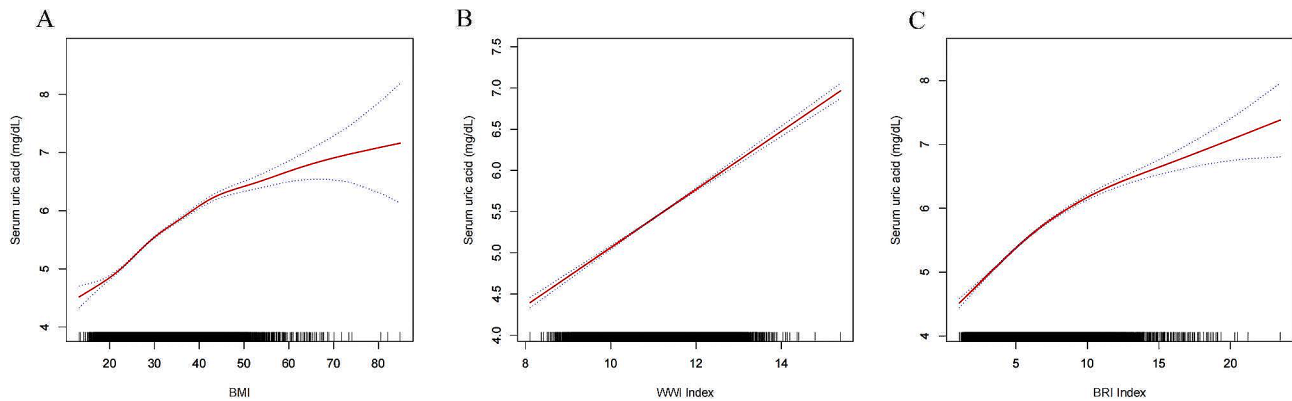 A
Serum uric acid (mg/dL)
8
7
6
5
4
20 30 40 50 60 70 80
BMI
B
Serum uric acid (mg/dL)
7.5
7.0
6.5
6.0
5.5
5.0
4.5
4.0
8 10 12 14
WWI Index
C
Serum uric acid (mg/dL)
8
7
6
5
4
5 10 15 20
BRI Index